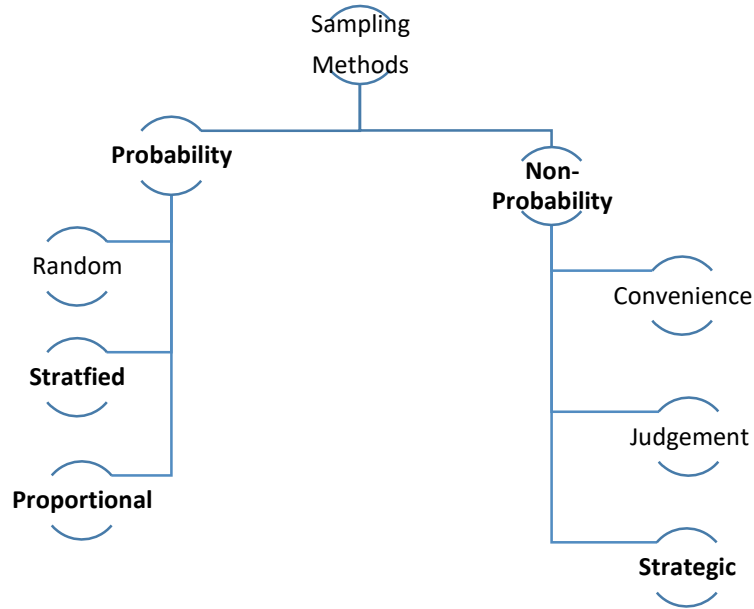 Sampling
Methods
Probability
Non-
Probability
Random
Stratfied
Proportional
Convenience
Judgement
Strategic